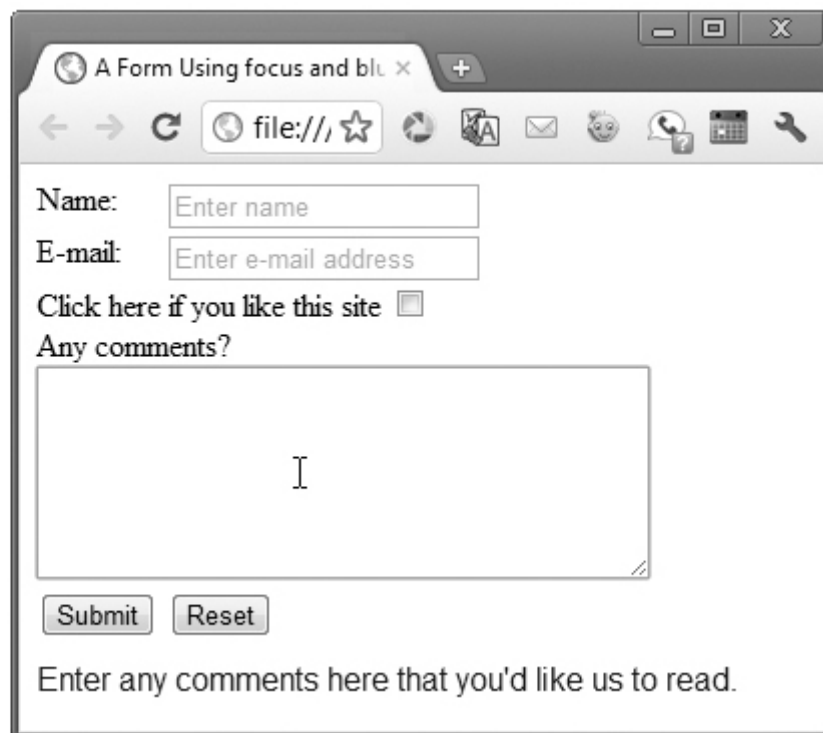 A Form Using focus and blu
file:///
Name: Enter name
E-mail: Enter e-mail address
Click here if you like this site
Any comments?
Submit Reset
Enter any comments here that you'd like us to read.